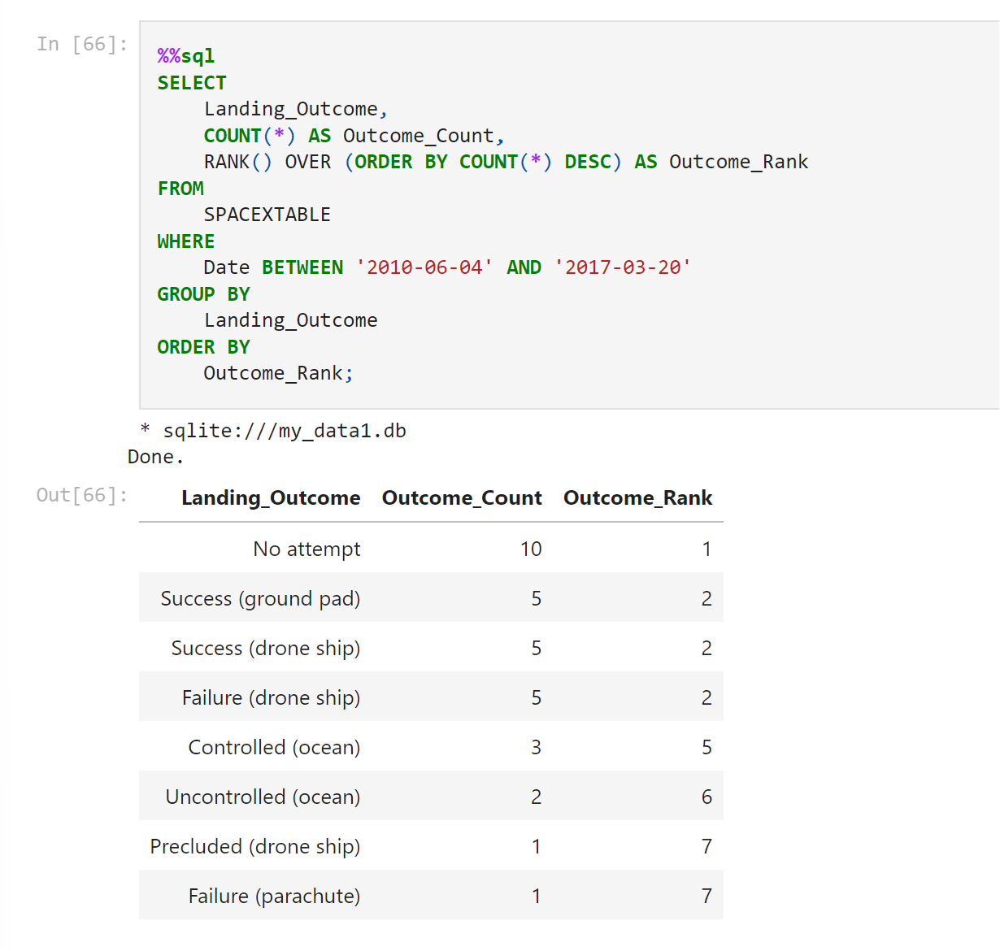 In [66]:
%%sql
SELECT
    Landing_Outcome,
    COUNT(*) AS Outcome_Count,
    RANK() OVER (ORDER BY COUNT(*) DESC) AS Outcome_Rank
FROM
    SPACEXTABLE
WHERE
    Date BETWEEN '2010-06-04' AND '2017-03-20'
GROUP BY
    Landing_Outcome
ORDER BY
    Outcome_Rank;
* sqlite:///my_data1.db
Done.
Out[66]:
Landing_Outcome Outcome_Count Outcome_Rank
No attempt 10 1
Success (ground pad) 5 2
Success (drone ship) 5 2
Failure (drone ship) 5 2
Controlled (ocean) 3 5
Uncontrolled (ocean) 2 6
Precluded (drone ship) 1 7
Failure (parachute) 1 7